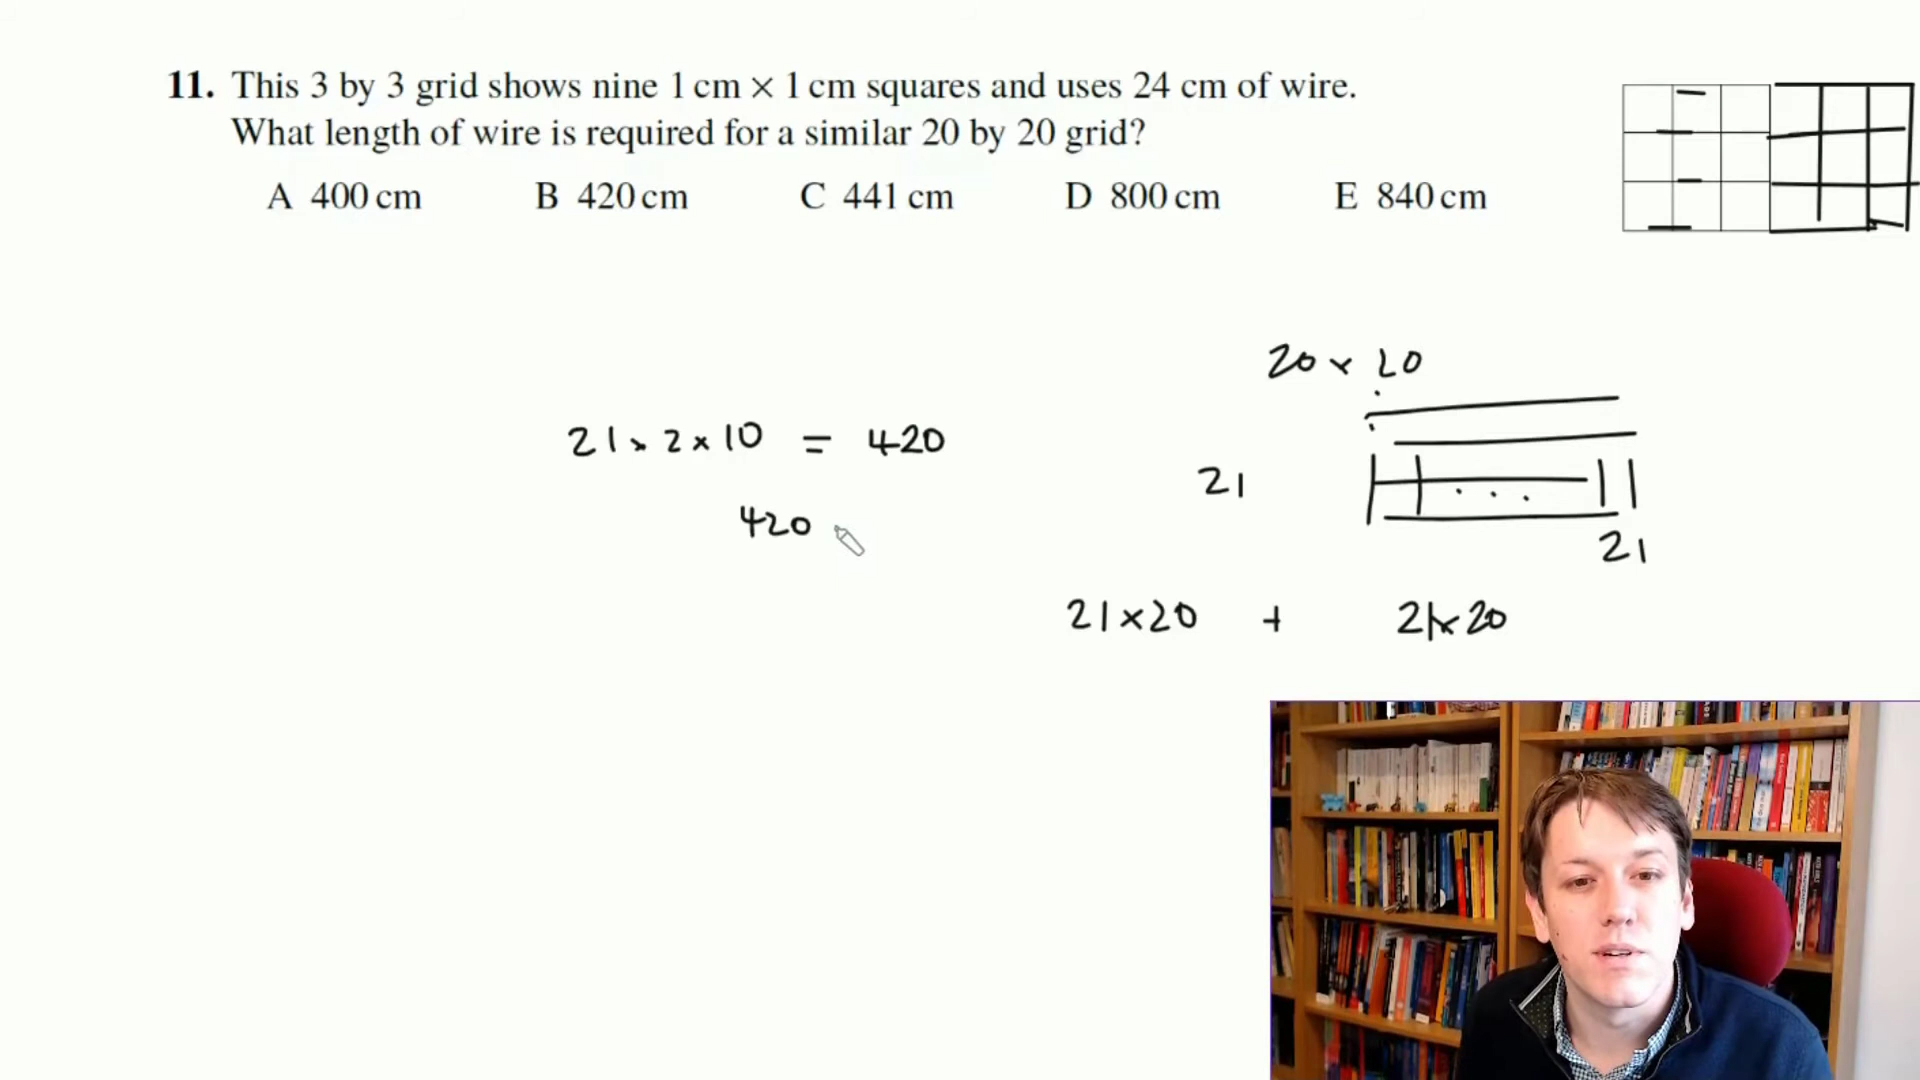 11. This 3 by 3 grid shows nine 1 cm × 1 cm squares and uses 24 cm of wire.
What length of wire is required for a similar 20 by 20 grid?
A 400 cm B 420 cm C 441 cm D 800 cm E 840 cm
20 × 20
21 × 2 × 10 = 420
21
420
21
21 × 20 + 21 × 20